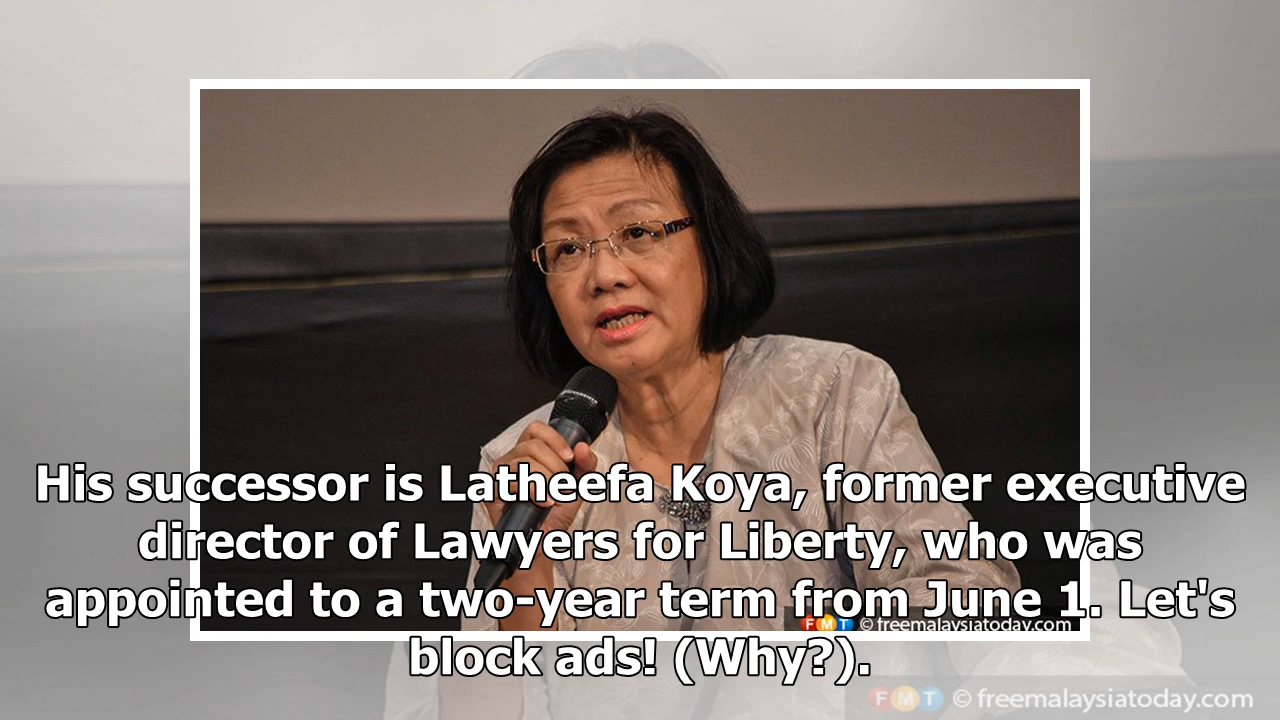 His successor is Latheefa Koya, former executive
director of Lawyers for Liberty, who was
appointed to a two-year term from June 1. Let's
block ads! (Why?).
FMT © freemalaysiatoday.com
FMT © freemalaysiatoday.com